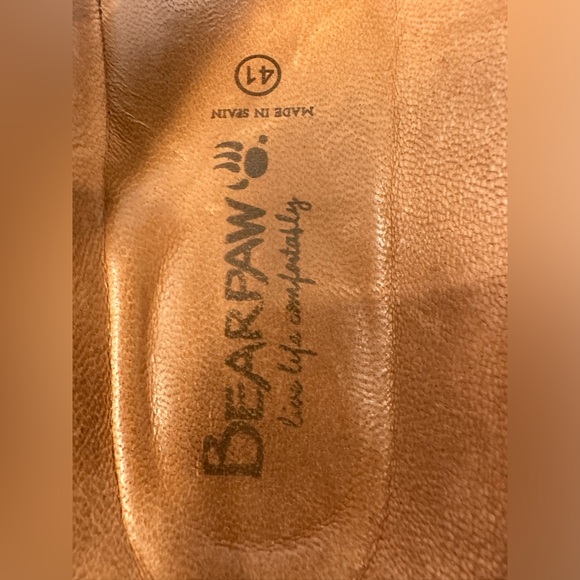 BEARPAW
live life comfortably
MADE IN SPAIN
41